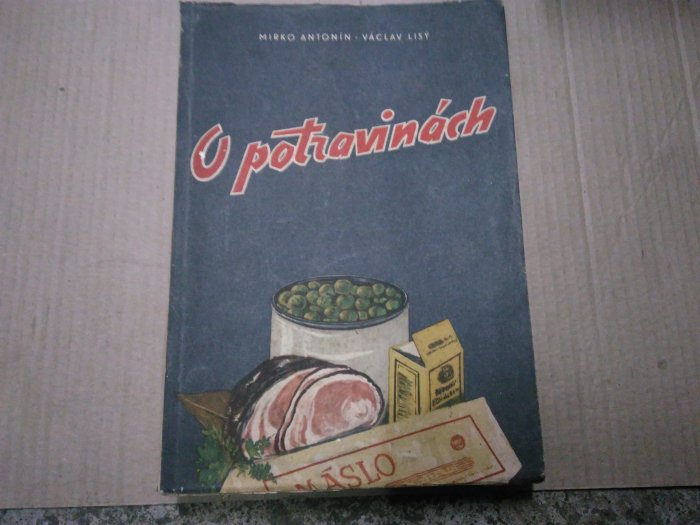 MIRKO ANTONÍN · VÁCLAV LISÝ
O potravinách
MÁSLO